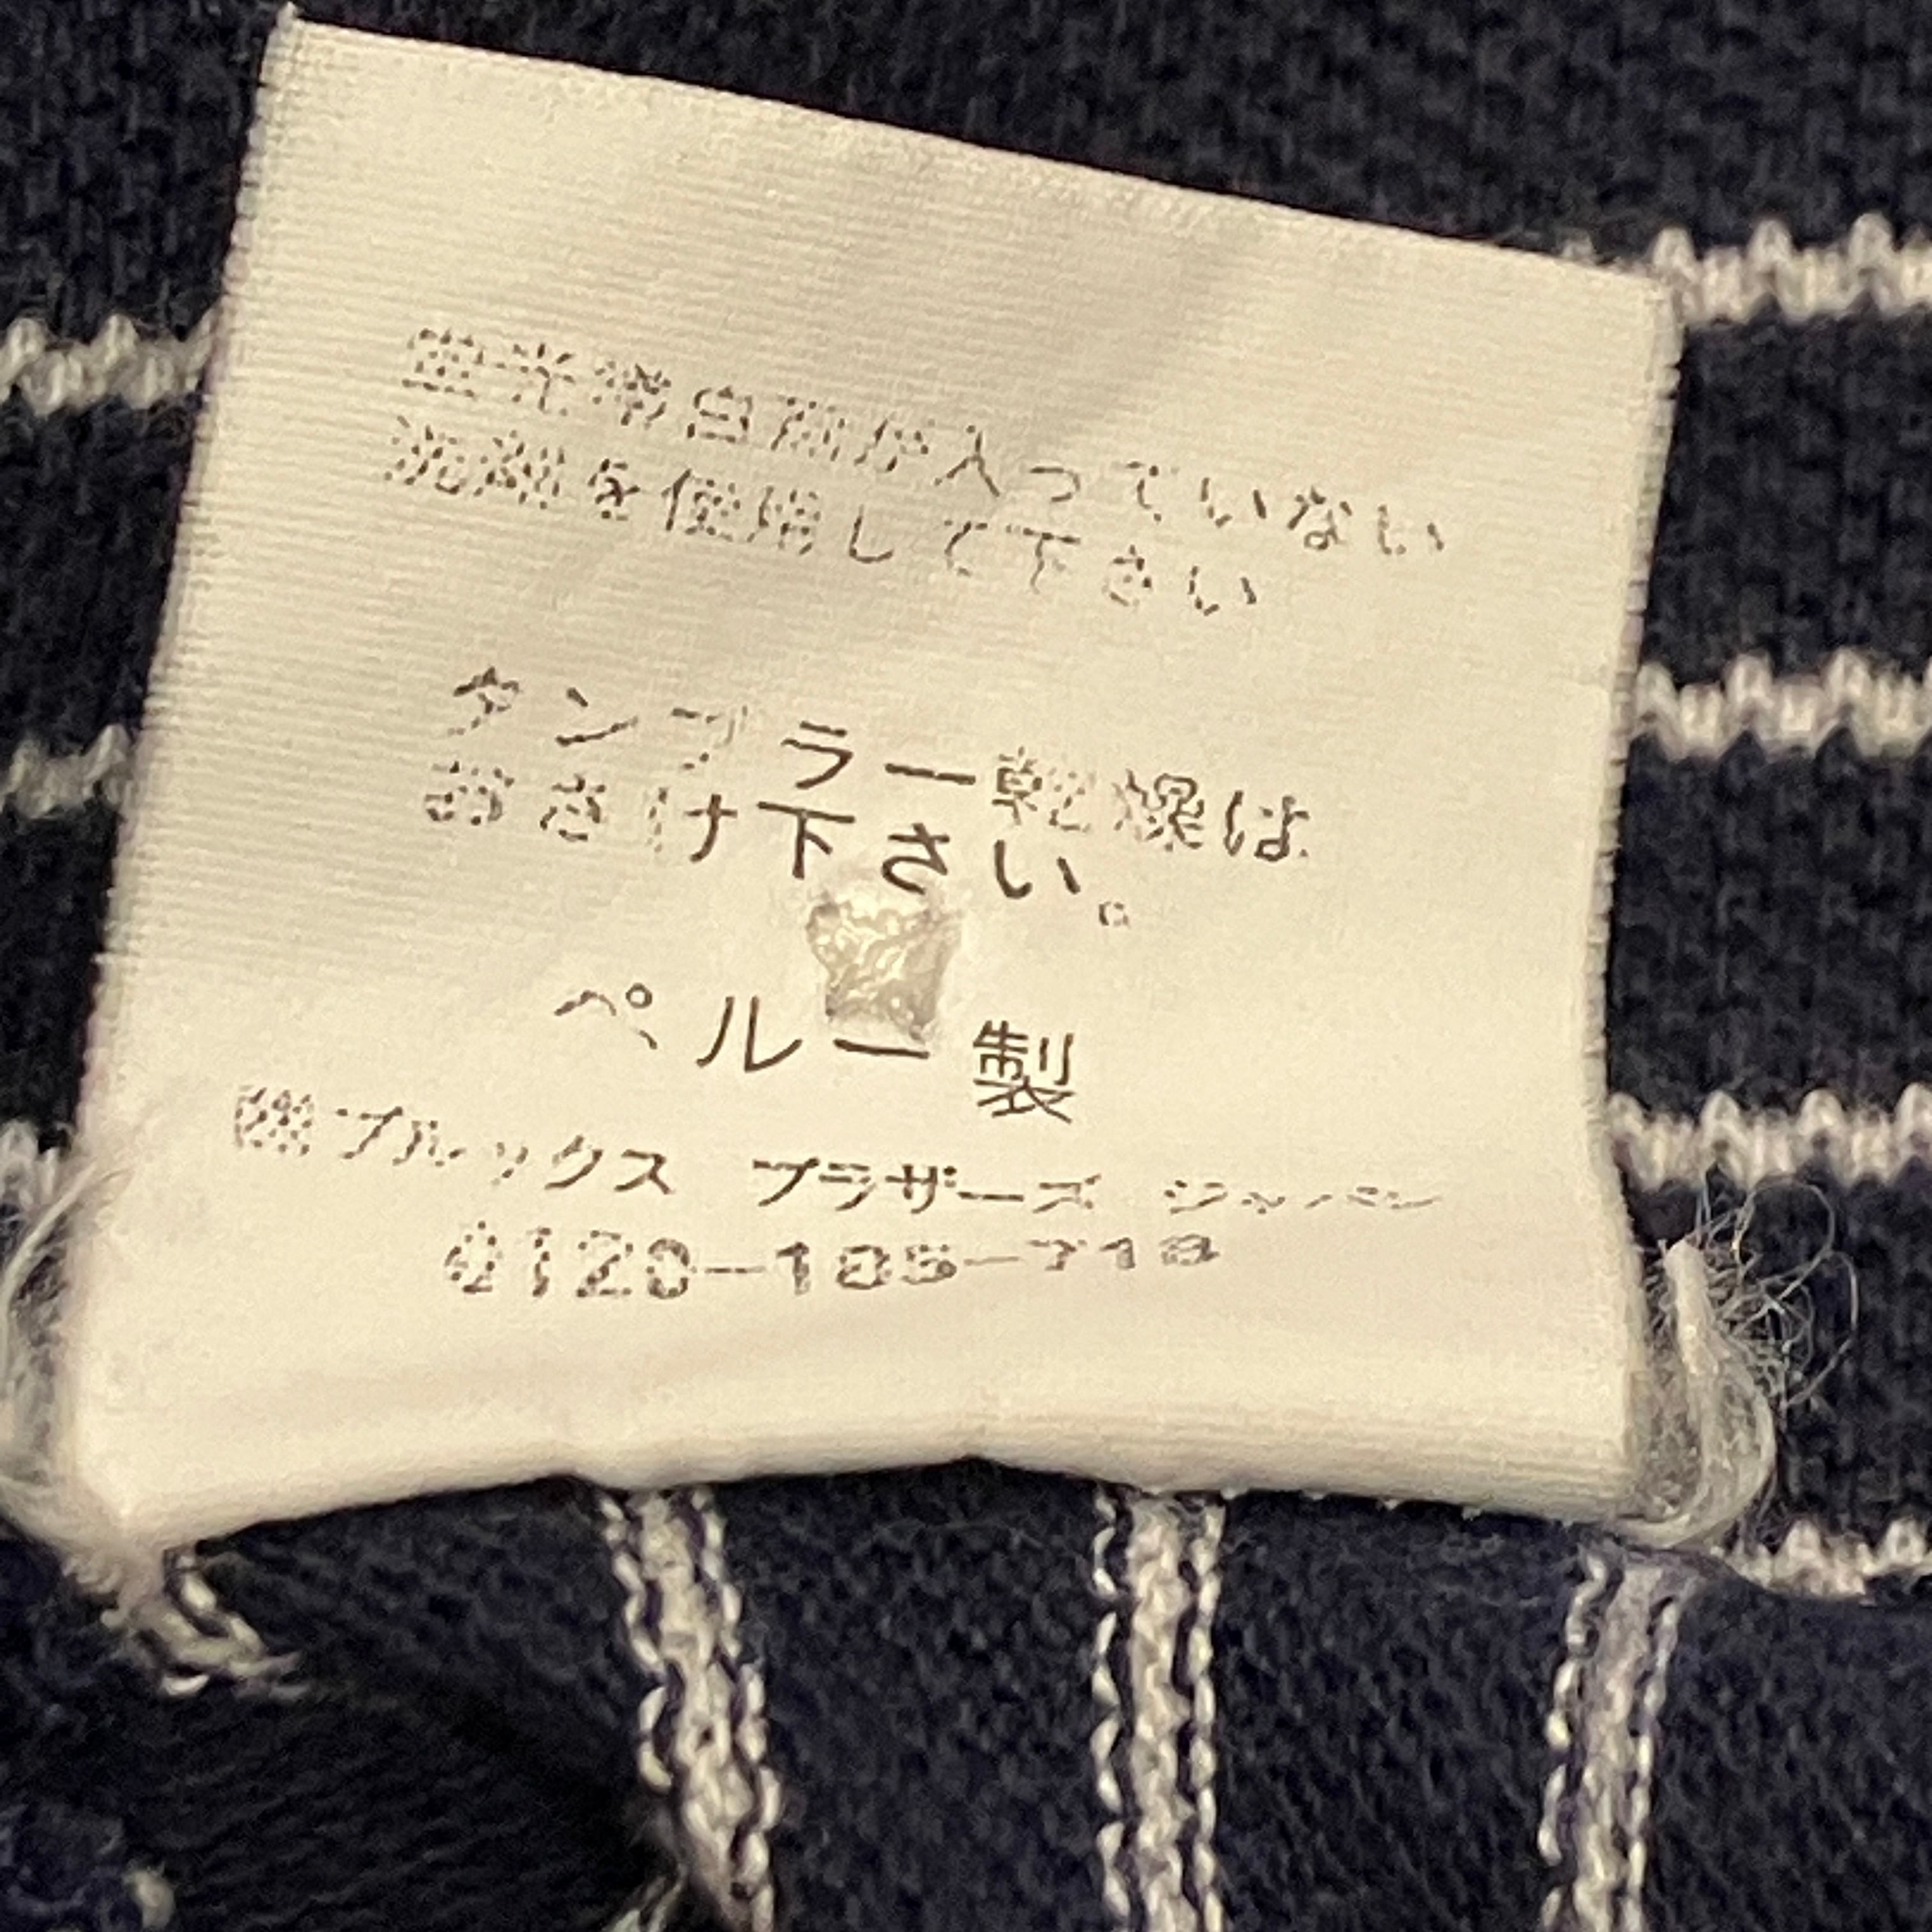 蛍光増白剤が入っていない
洗剤を使用して下さい
タンブラー乾燥は
おさけ下さい。
ペルー製
㈱ブルックス ブラザーズ ジャパン
0120-185-718